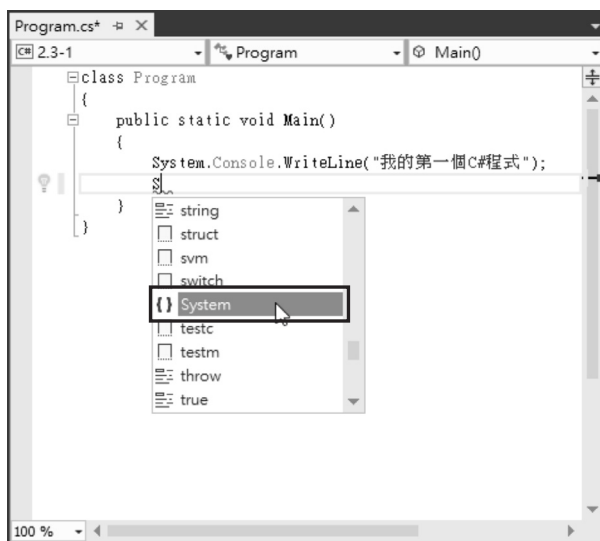 Program.cs*
C# 2.3-1 Program Main()
class Program
{
public static void Main()
{
System.Console.WriteLine("我的第一個C#程式");
S
}
}
string
struct
svm
switch
{} System
testc
testm
throw
true
100 %